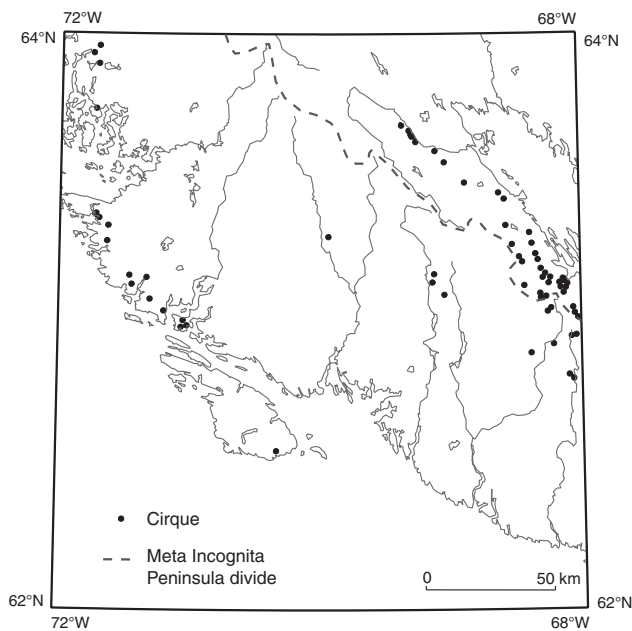 72°W
68°W
64°N
64°N
Cirque
Meta Incognita
Peninsula divide
0
50 km
62°N
62°N
72°W
68°W